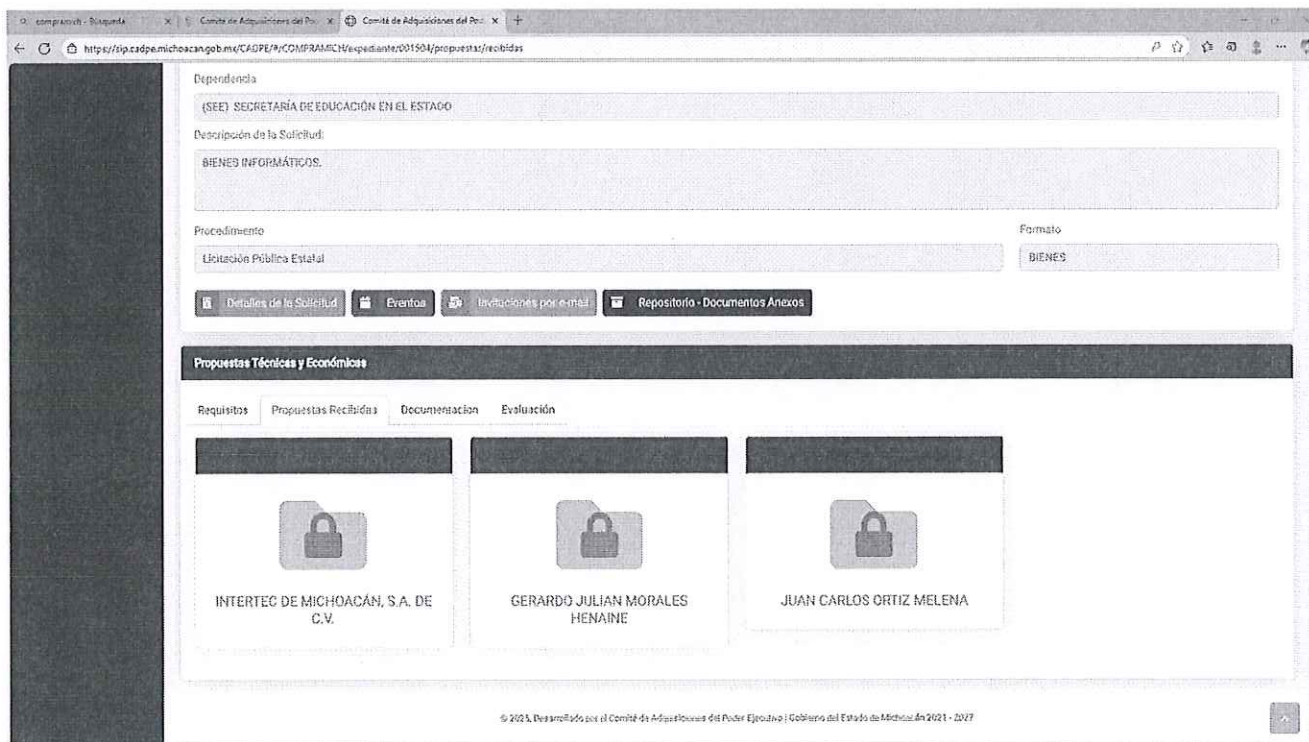 compramich - Búsqueda
Comité de Adquisiciones del Po
Comité de Adquisiciones del Po
https://sip.cadpe.michoacan.gob.mx/CADPE/#/COMPRAMICH/expediente/001504/propuestas/recibidas
Dependencia
(SEE) SECRETARÍA DE EDUCACIÓN EN EL ESTADO
Descripción de la Solicitud:
BIENES INFORMÁTICOS.
Procedimiento
Formato
Licitación Pública Estatal
BIENES
Detalles de la Solicitud
Eventos
Invitaciones por e-mail
Repositorio - Documentos Anexos
Propuestas Técnicas y Económicas
Requisitos
Propuestas Recibidas
Documentacion
Evaluación
INTERTEC DE MICHOACÁN, S.A. DE
C.V.
GERARDO JULIAN MORALES
HENAINE
JUAN CARLOS ORTIZ MELENA
© 2025, Desarrollado por el Comité de Adquisiciones del Poder Ejecutivo | Gobierno del Estado de Michoacán 2021 - 2027